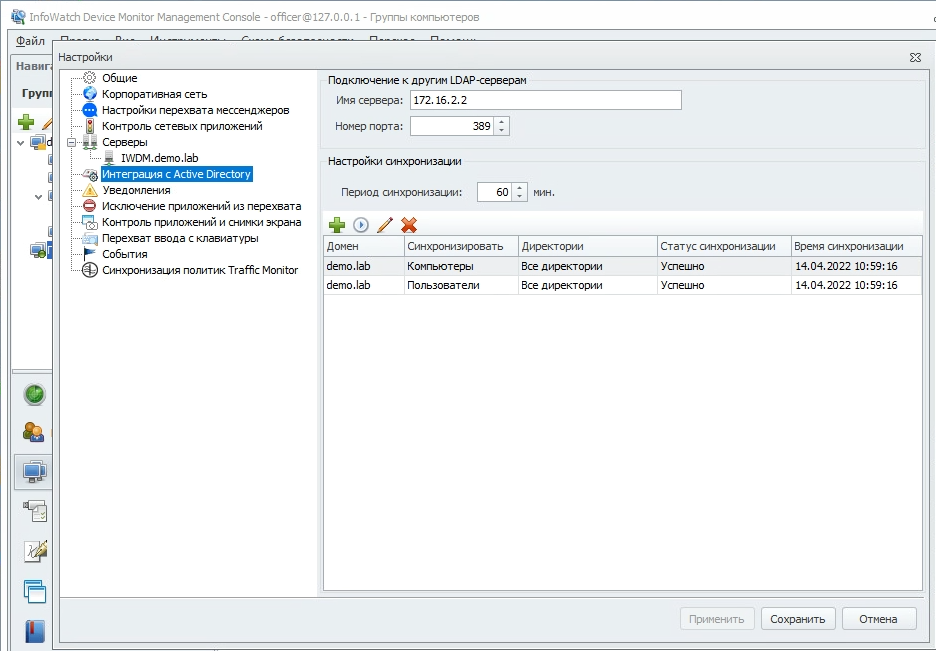 InfoWatch Device Monitor Management Console - officer@127.0.0.1 - Группы компьютеров
Файл
Настройки
Навига
Групп
Общие
Корпоративная сеть
Настройки перехвата мессенджеров
Контроль сетевых приложений
Серверы
IWDM.demo.lab
Интеграция с Active Directory
Уведомления
Исключение приложений из перехвата
Контроль приложений и снимки экрана
Перехват ввода с клавиатуры
События
Синхронизация политик Traffic Monitor
Подключение к другим LDAP-серверам
Имя сервера: 172.16.2.2
Номер порта: 389
Настройки синхронизации
Период синхронизации: 60 мин.
Домен Синхронизировать Директории Статус синхронизации Время синхронизации
demo.lab Компьютеры Все директории Успешно 14.04.2022 10:59:16
demo.lab Пользователи Все директории Успешно 14.04.2022 10:59:16
Применить Сохранить Отмена